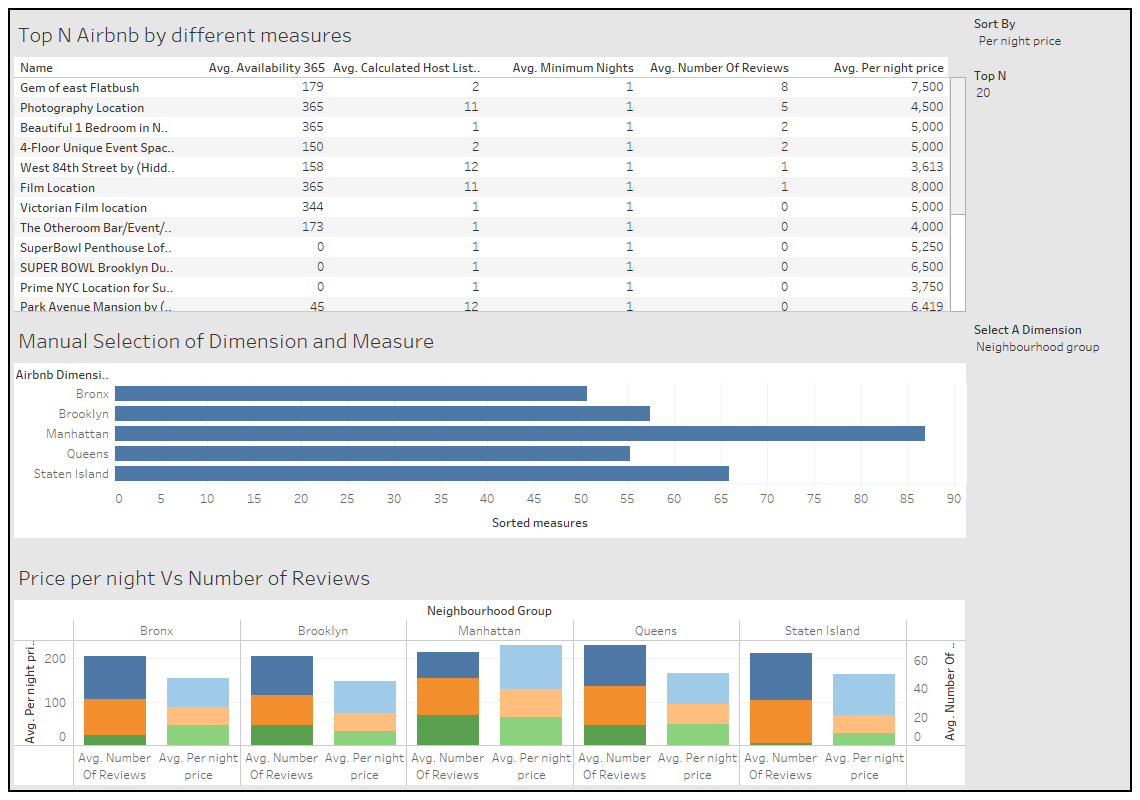 Top N Airbnb by different measures
Sort By
Per night price
Top N
20
Name Avg. Availability 365 Avg. Calculated Host List.. Avg. Minimum Nights Avg. Number Of Reviews Avg. Per night price
Gem of east Flatbush 179 2 1 8 7,500
Photography Location 365 11 1 5 4,500
Beautiful 1 Bedroom in N.. 365 1 1 2 5,000
4-Floor Unique Event Spac.. 150 2 1 2 5,000
West 84th Street by (Hidd.. 158 12 1 1 3,613
Film Location 365 11 1 1 8,000
Victorian Film location 344 1 1 0 5,000
The Otheroom Bar/Event/.. 173 1 1 0 4,000
SuperBowl Penthouse Lof.. 0 1 1 0 5,250
SUPER BOWL Brooklyn Du.. 0 1 1 0 6,500
Prime NYC Location for Su.. 0 1 1 0 3,750
Park Avenue Mansion by (.. 45 12 1 0 6,419
Manual Selection of Dimension and Measure
Select A Dimension
Neighbourhood group
Airbnb Dimensi..
Bronx
Brooklyn
Manhattan
Queens
Staten Island
0 5 10 15 20 25 30 35 40 45 50 55 60 65 70 75 80 85 90
Sorted measures
Price per night Vs Number of Reviews
Neighbourhood Group
Bronx Brooklyn Manhattan Queens Staten Island
Avg. Per night pri..
200
100
0
60
40
20
0
Avg. Number Of ..
Avg. Number Avg. Per night Avg. Number Avg. Per night Avg. Number Avg. Per night Avg. Number Avg. Per night Avg. Number Avg. Per night
Of Reviews price Of Reviews price Of Reviews price Of Reviews price Of Reviews price